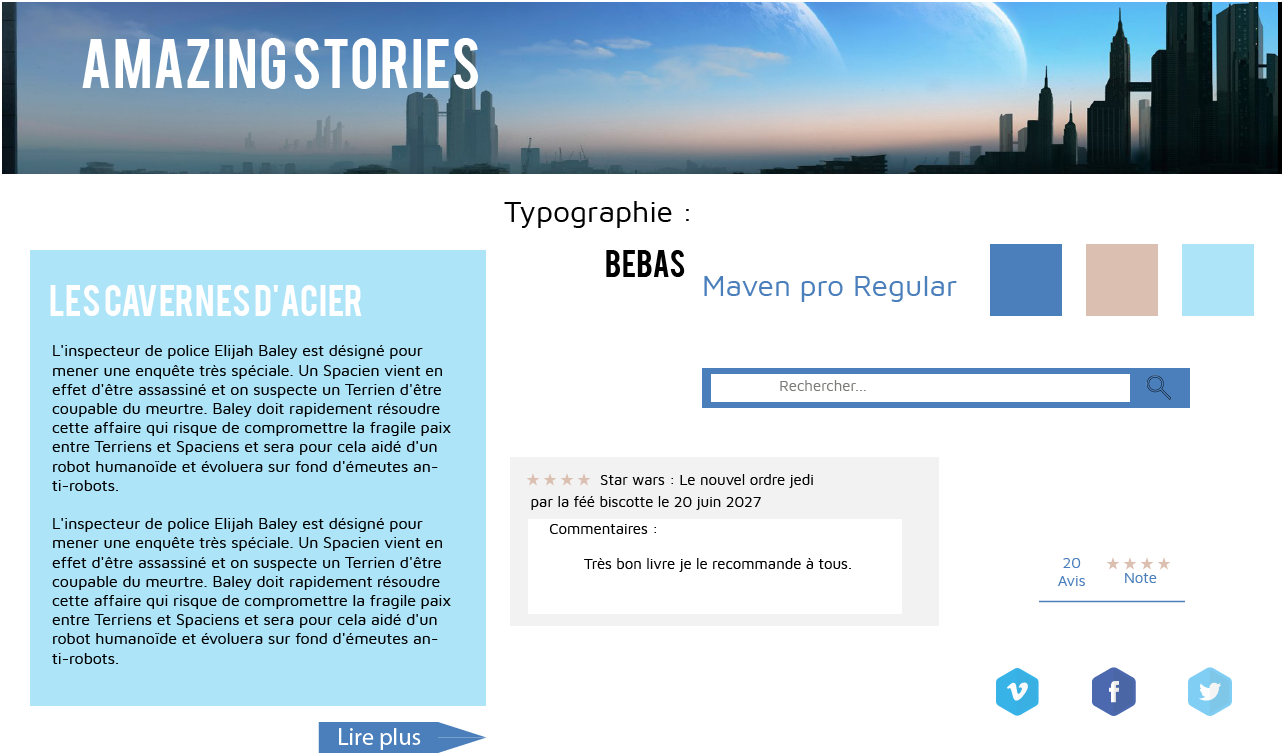 AMAZING STORIES
Typographie :
BEBAS
Maven pro Regular
LES CAVERNES D'ACIER
L'inspecteur de police Elijah Baley est désigné pour
mener une enquête très spéciale. Un Spacien vient en
effet d'être assassiné et on suspecte un Terrien d'être
coupable du meurtre. Baley doit rapidement résoudre
cette affaire qui risque de compromettre la fragile paix
entre Terriens et Spaciens et sera pour cela aidé d'un
robot humanoïde et évoluera sur fond d'émeutes an-
ti-robots.
L'inspecteur de police Elijah Baley est désigné pour
mener une enquête très spéciale. Un Spacien vient en
effet d'être assassiné et on suspecte un Terrien d'être
coupable du meurtre. Baley doit rapidement résoudre
cette affaire qui risque de compromettre la fragile paix
entre Terriens et Spaciens et sera pour cela aidé d'un
robot humanoïde et évoluera sur fond d'émeutes an-
ti-robots.
Lire plus
Rechercher...
Star wars : Le nouvel ordre jedi
par la féé biscotte le 20 juin 2027
Commentaires :
Très bon livre je le recommande à tous.
20
Avis
Note